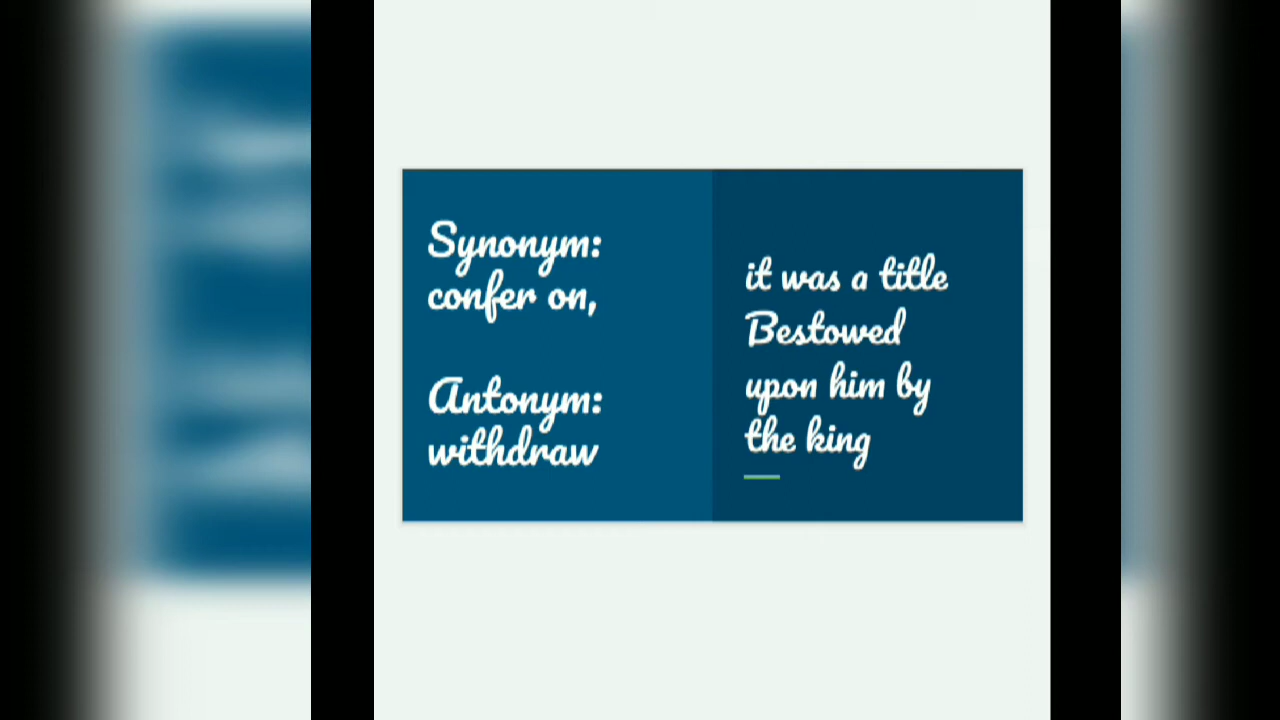 Synonym:
confer on,
Antonym:
withdraw
it was a title
Bestowed
upon him by
the king